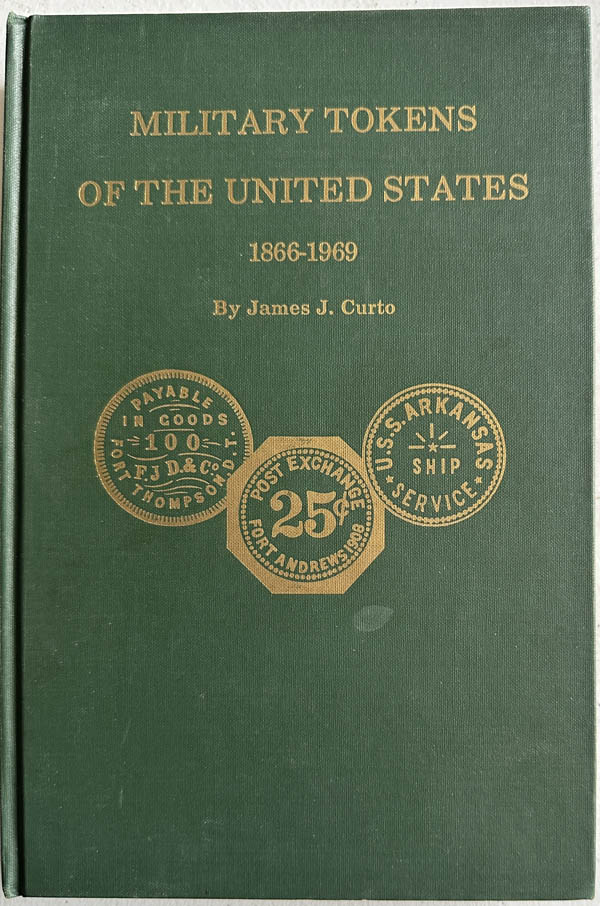 MILITARY TOKENS
OF THE UNITED STATES
1866-1969
By James J. Curto
PAYABLE
IN GOODS
100
F.J D.& Co
FORT THOMPSON D.T.
POST EXCHANGE
25¢
FORT ANDREWS 1908
U.S.S. ARKANSAS
SHIP
SERVICE